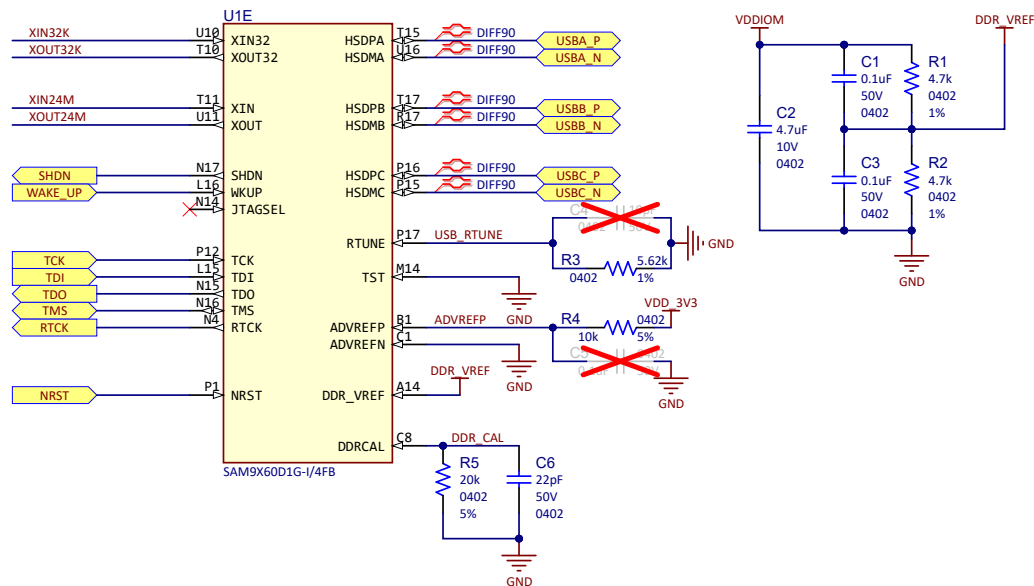 U1E
XIN32K U10 XIN32 HSDPA T15 DIFF90 USBA_P
XOUT32K T10 XOUT32 HSDMA U16 DIFF90 USBA_N
XIN24M T11 XIN HSDPB T17 DIFF90 USBB_P
XOUT24M U11 XOUT HSDMB R17 DIFF90 USBB_N
SHDN N17 SHDN HSDPC P16 DIFF90 USBC_P
WAKE_UP L16 WKUP HSDMC P15 DIFF90 USBC_N
N14 JTAGSEL
RTUNE P17 USB_RTUNE
C4
0402
GND
R3 5.62k
0402 1%
TCK P12 TCK
TDI L15 TDI TST M14
GND
TDO N15 TDO
TMS N16 TMS
RTCK N4 RTCK ADVREFP B1 ADVREFP R4 0402 VDD_3V3
10k 5%
ADVREFN C1
GND
C5
GND
NRST P1 NRST DDR_VREF A14 DDR_VREF
DDRCAL C8 DDR_CAL
SAM9X60D1G-I/4FB
R5
20k
0402
5%
C6
22pF
50V
0402
GND
VDDIOM
DDR_VREF
C1
0.1uF
50V
0402
R1
4.7k
0402
1%
C2
4.7uF
10V
0402
C3
0.1uF
50V
0402
R2
4.7k
0402
1%
GND